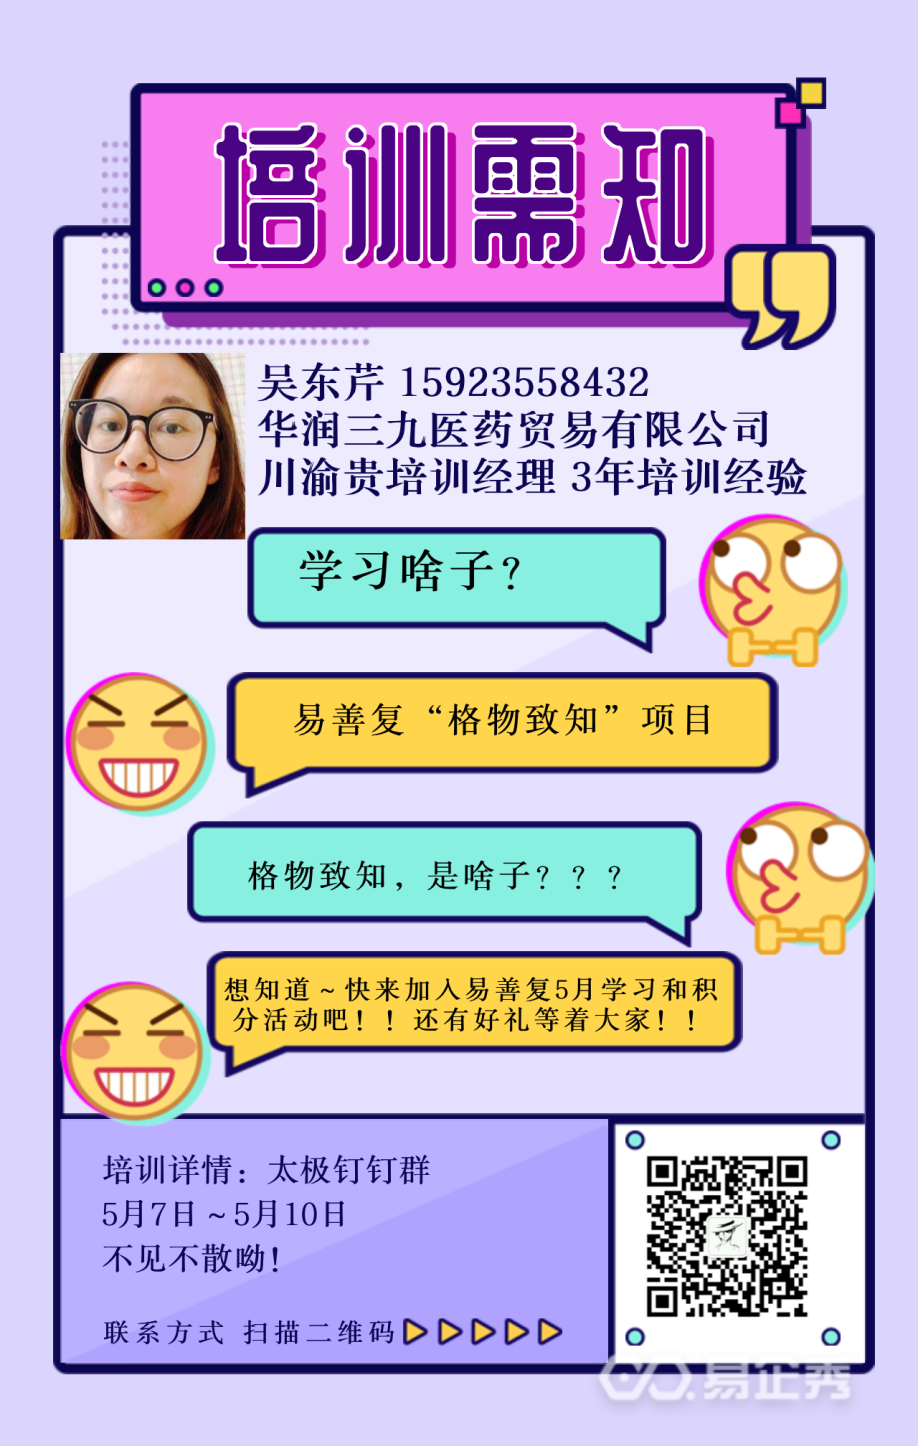 培训需知
吴东芹 15923558432
华润三九医药贸易有限公司
川渝贵培训经理 3年培训经验
学习啥子？
易善复“格物致知”项目
格物致知，是啥子？？？
想知道～快来加入易善复5月学习和积
分活动吧！！还有好礼等着大家！！
培训详情：太极钉钉群
5月7日～5月10日
不见不散呦！
联系方式 扫描二维码
易企秀